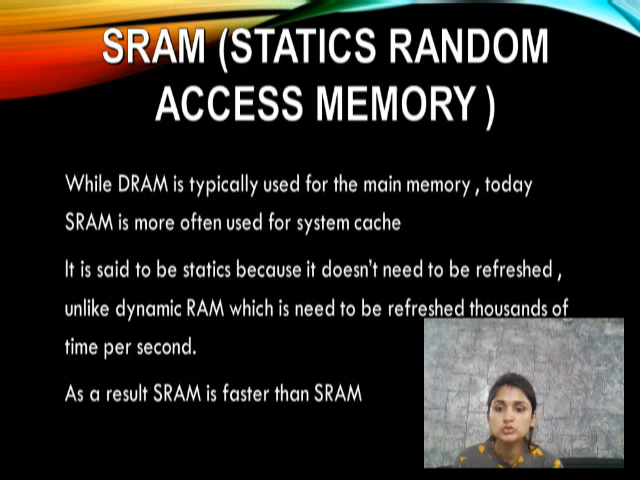 SRAM (STATICS RANDOM
ACCESS MEMORY )
While DRAM is typically used for the main memory , today
SRAM is more often used for system cache
It is said to be statics because it doesn't need to be refreshed ,
unlike dynamic RAM which is need to be refreshed thousands of
time per second.
As a result SRAM is faster than SRAM